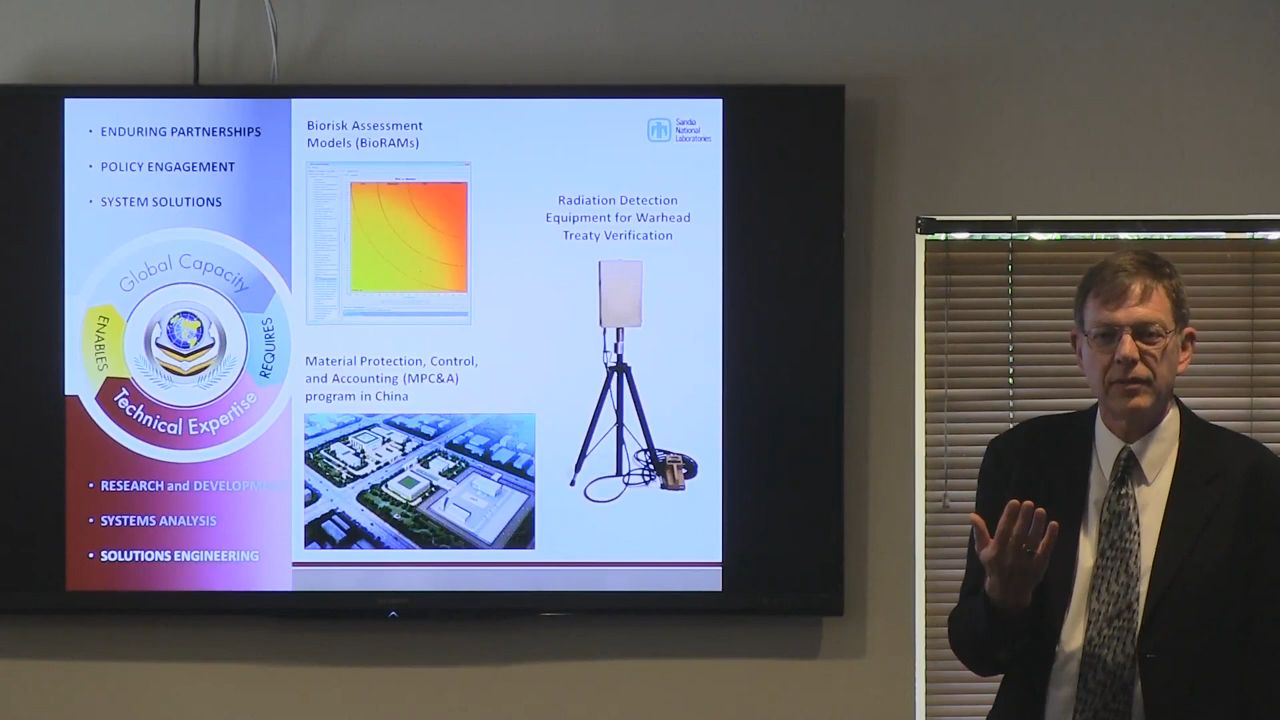 • ENDURING PARTNERSHIPS
• POLICY ENGAGEMENT
• SYSTEM SOLUTIONS
Global Capacity
ENABLES
REQUIRES
Technical Expertise
• RESEARCH and DEVELOPMENT
• SYSTEMS ANALYSIS
• SOLUTIONS ENGINEERING
Biorisk Assessment
Models (BioRAMs)
Material Protection, Control,
and Accounting (MPC&A)
program in China
Sandia
National
Laboratories
Radiation Detection
Equipment for Warhead
Treaty Verification